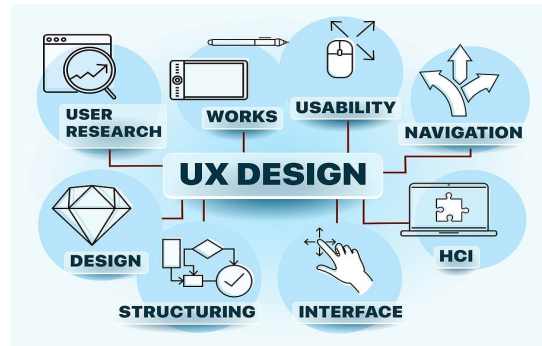 USER
RESEARCH
WORKS
USABILITY
NAVIGATION
UX DESIGN
DESIGN
STRUCTURING
INTERFACE
HCI